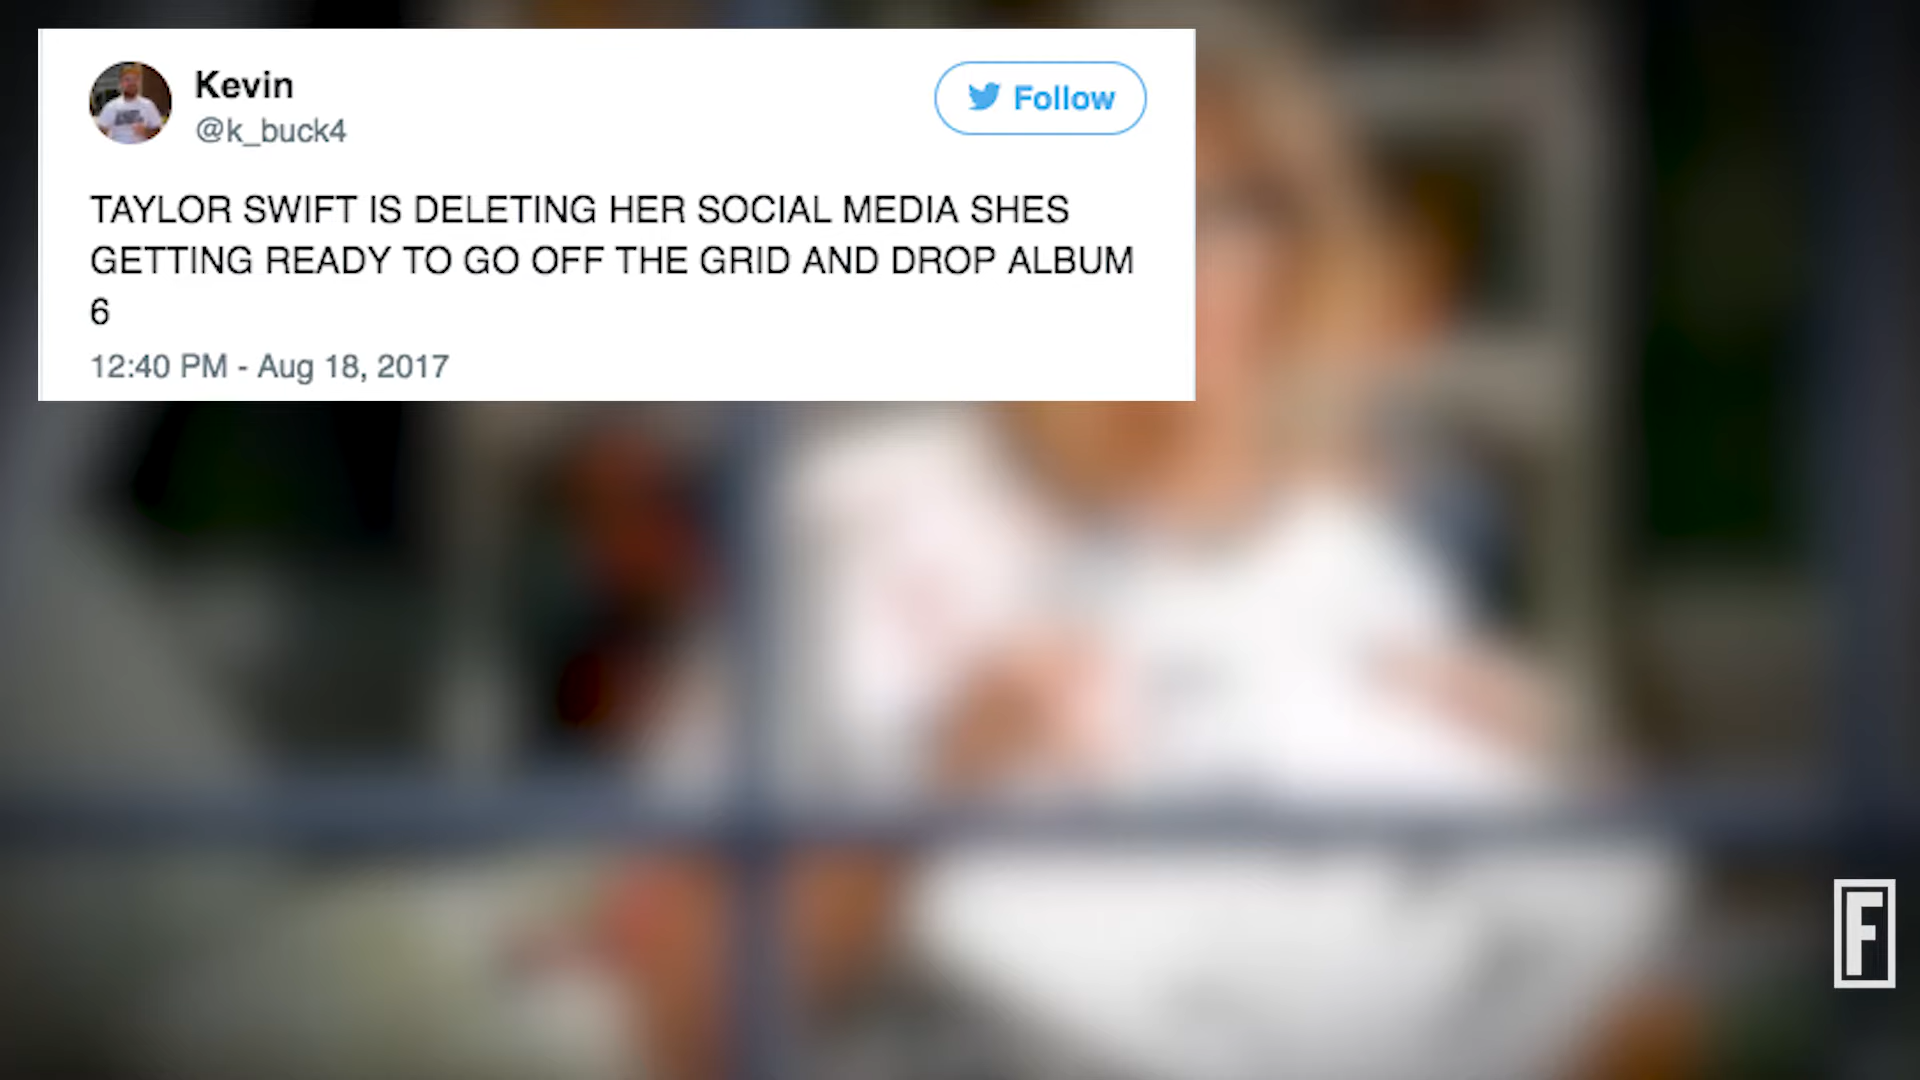 Kevin
@k_buck4
Follow
TAYLOR SWIFT IS DELETING HER SOCIAL MEDIA SHES
GETTING READY TO GO OFF THE GRID AND DROP ALBUM
6
12:40 PM - Aug 18, 2017
F